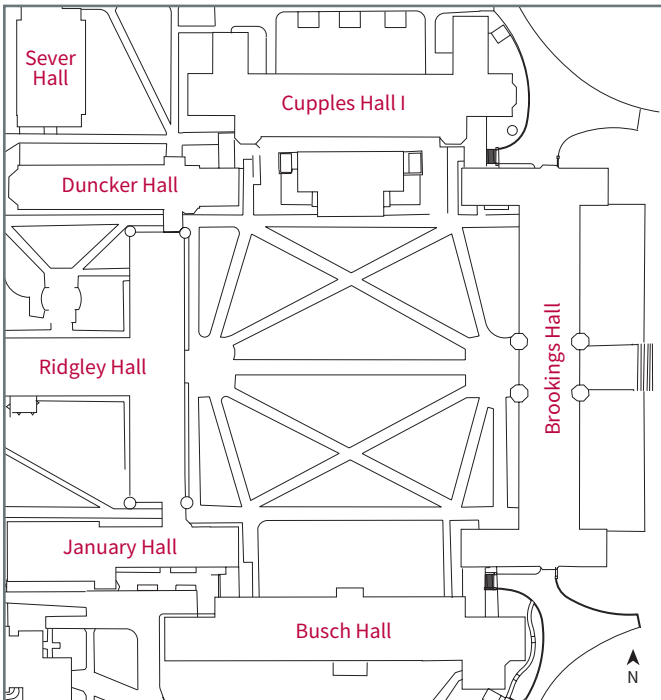 Sever
Hall
Cupples Hall I
Duncker Hall
Brookings Hall
Ridgley Hall
January Hall
Busch Hall
N